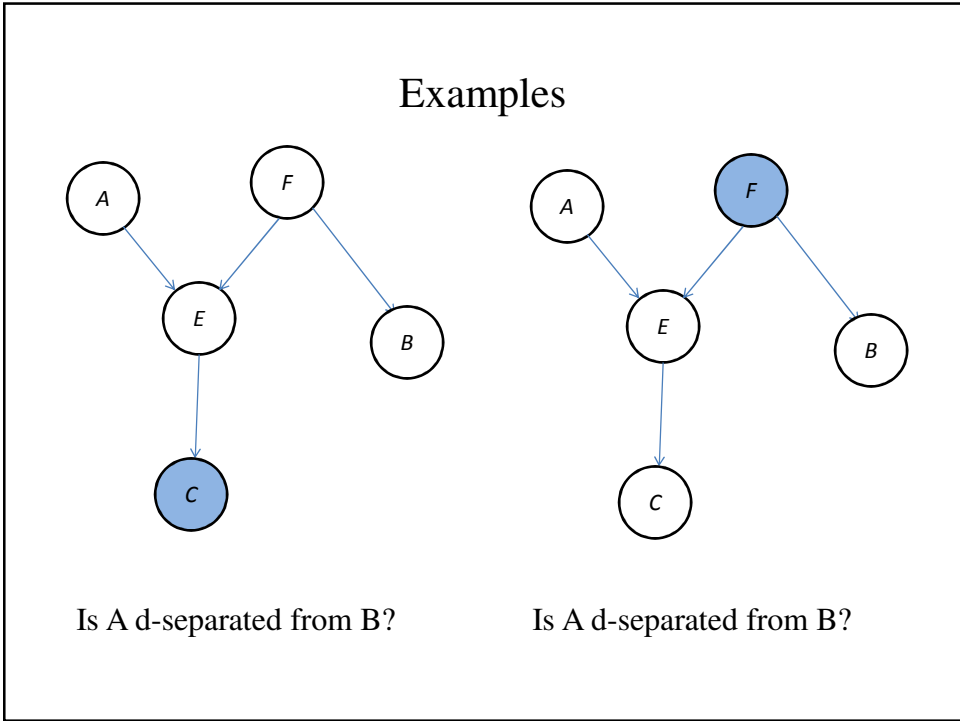 Examples
A
F
E
B
C
Is A d-separated from B?
A
F
E
B
C
Is A d-separated from B?